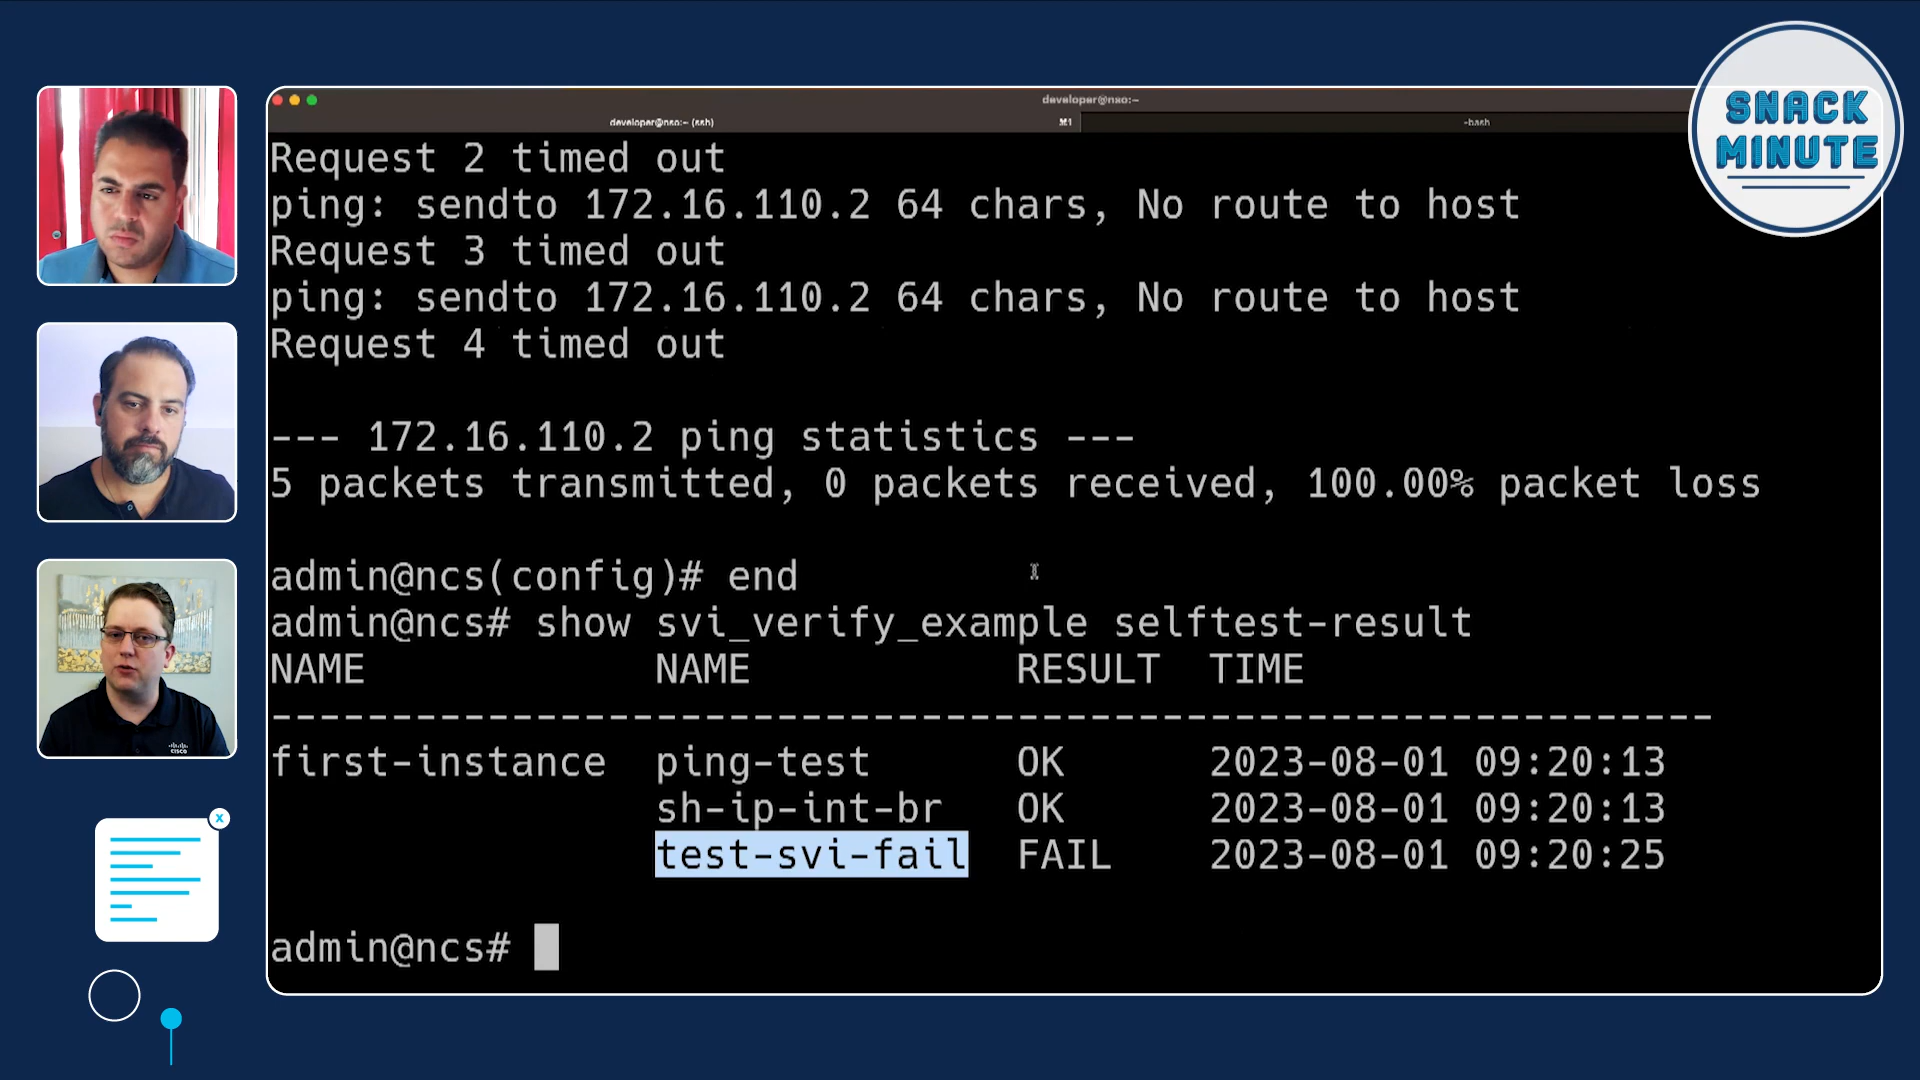 developer@nso:~
developer@nso:~ (ssh)
⌘1
-bash
SNACK
MINUTE
Request 2 timed out
ping: sendto 172.16.110.2 64 chars, No route to host
Request 3 timed out
ping: sendto 172.16.110.2 64 chars, No route to host
Request 4 timed out
--- 172.16.110.2 ping statistics ---
5 packets transmitted, 0 packets received, 100.00% packet loss
admin@ncs(config)# end
admin@ncs# show svi_verify_example selftest-result
NAME NAME RESULT TIME
------------------------------------------------------------
first-instance ping-test OK 2023-08-01 09:20:13
sh-ip-int-br OK 2023-08-01 09:20:13
test-svi-fail FAIL 2023-08-01 09:20:25
admin@ncs#
CISCO
x